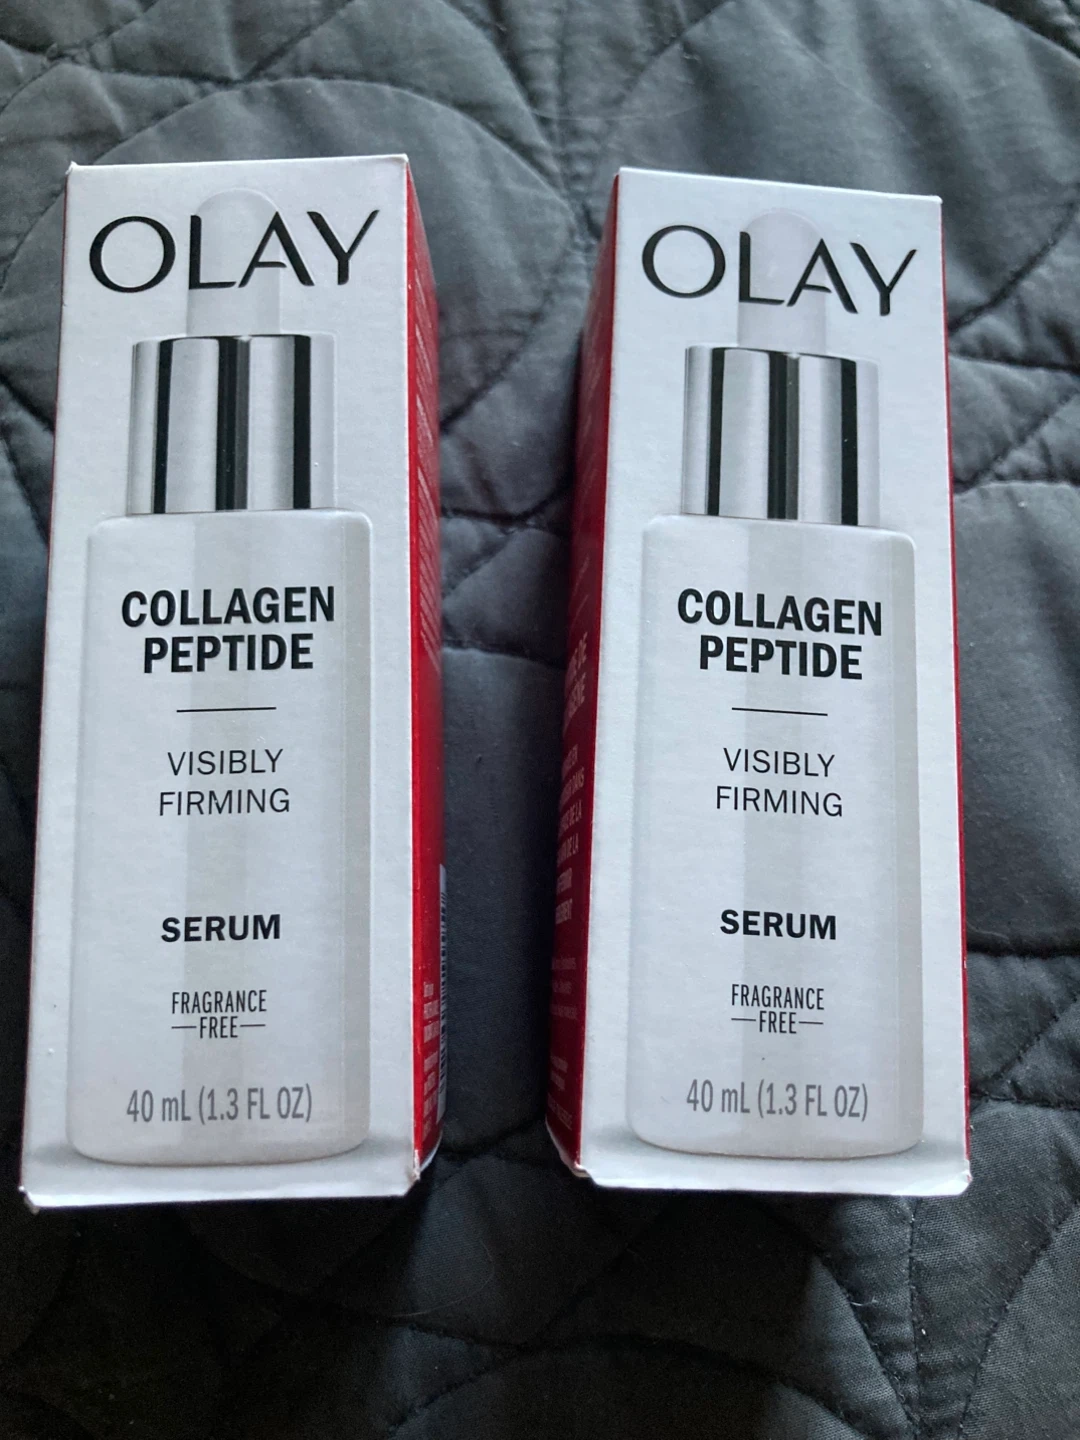 OLAY
COLLAGEN
PEPTIDE
VISIBLY
FIRMING
SERUM
FRAGRANCE
FREE
40 mL (1.3 FL OZ)
OLAY
COLLAGEN
PEPTIDE
VISIBLY
FIRMING
SERUM
FRAGRANCE
FREE
40 mL (1.3 FL OZ)